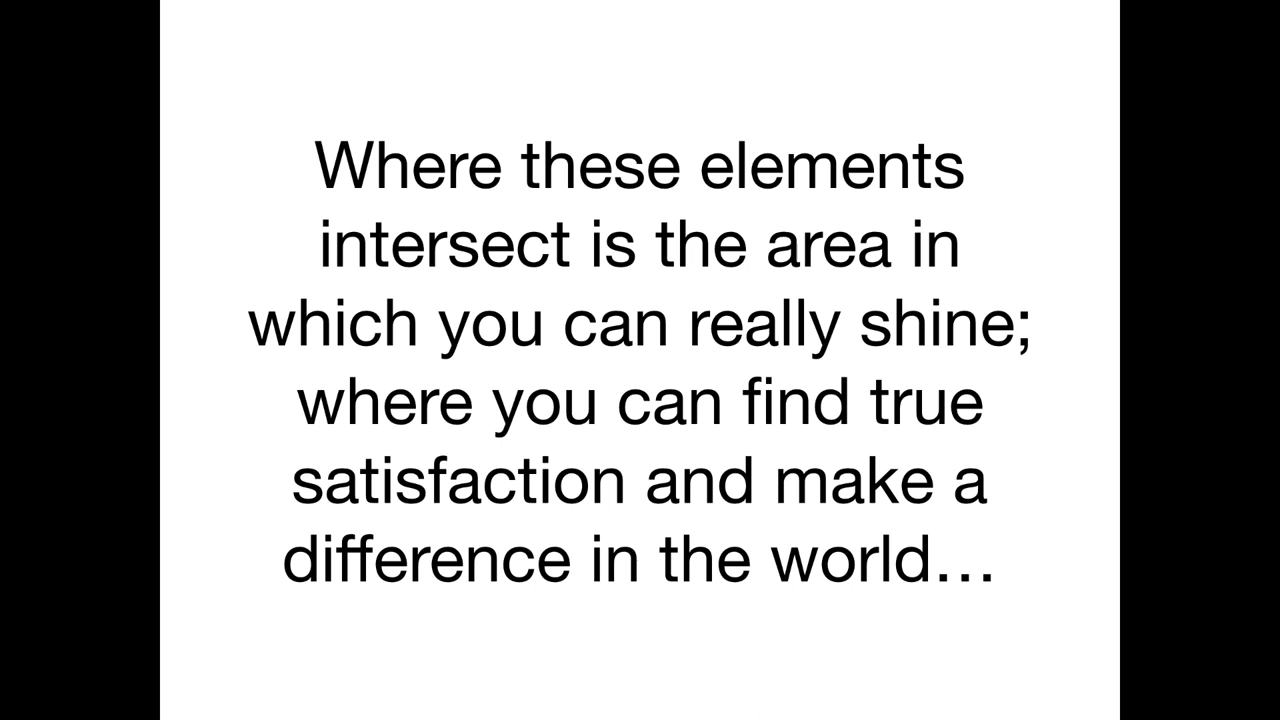 Where these elements
intersect is the area in
which you can really shine;
where you can find true
satisfaction and make a
difference in the world…